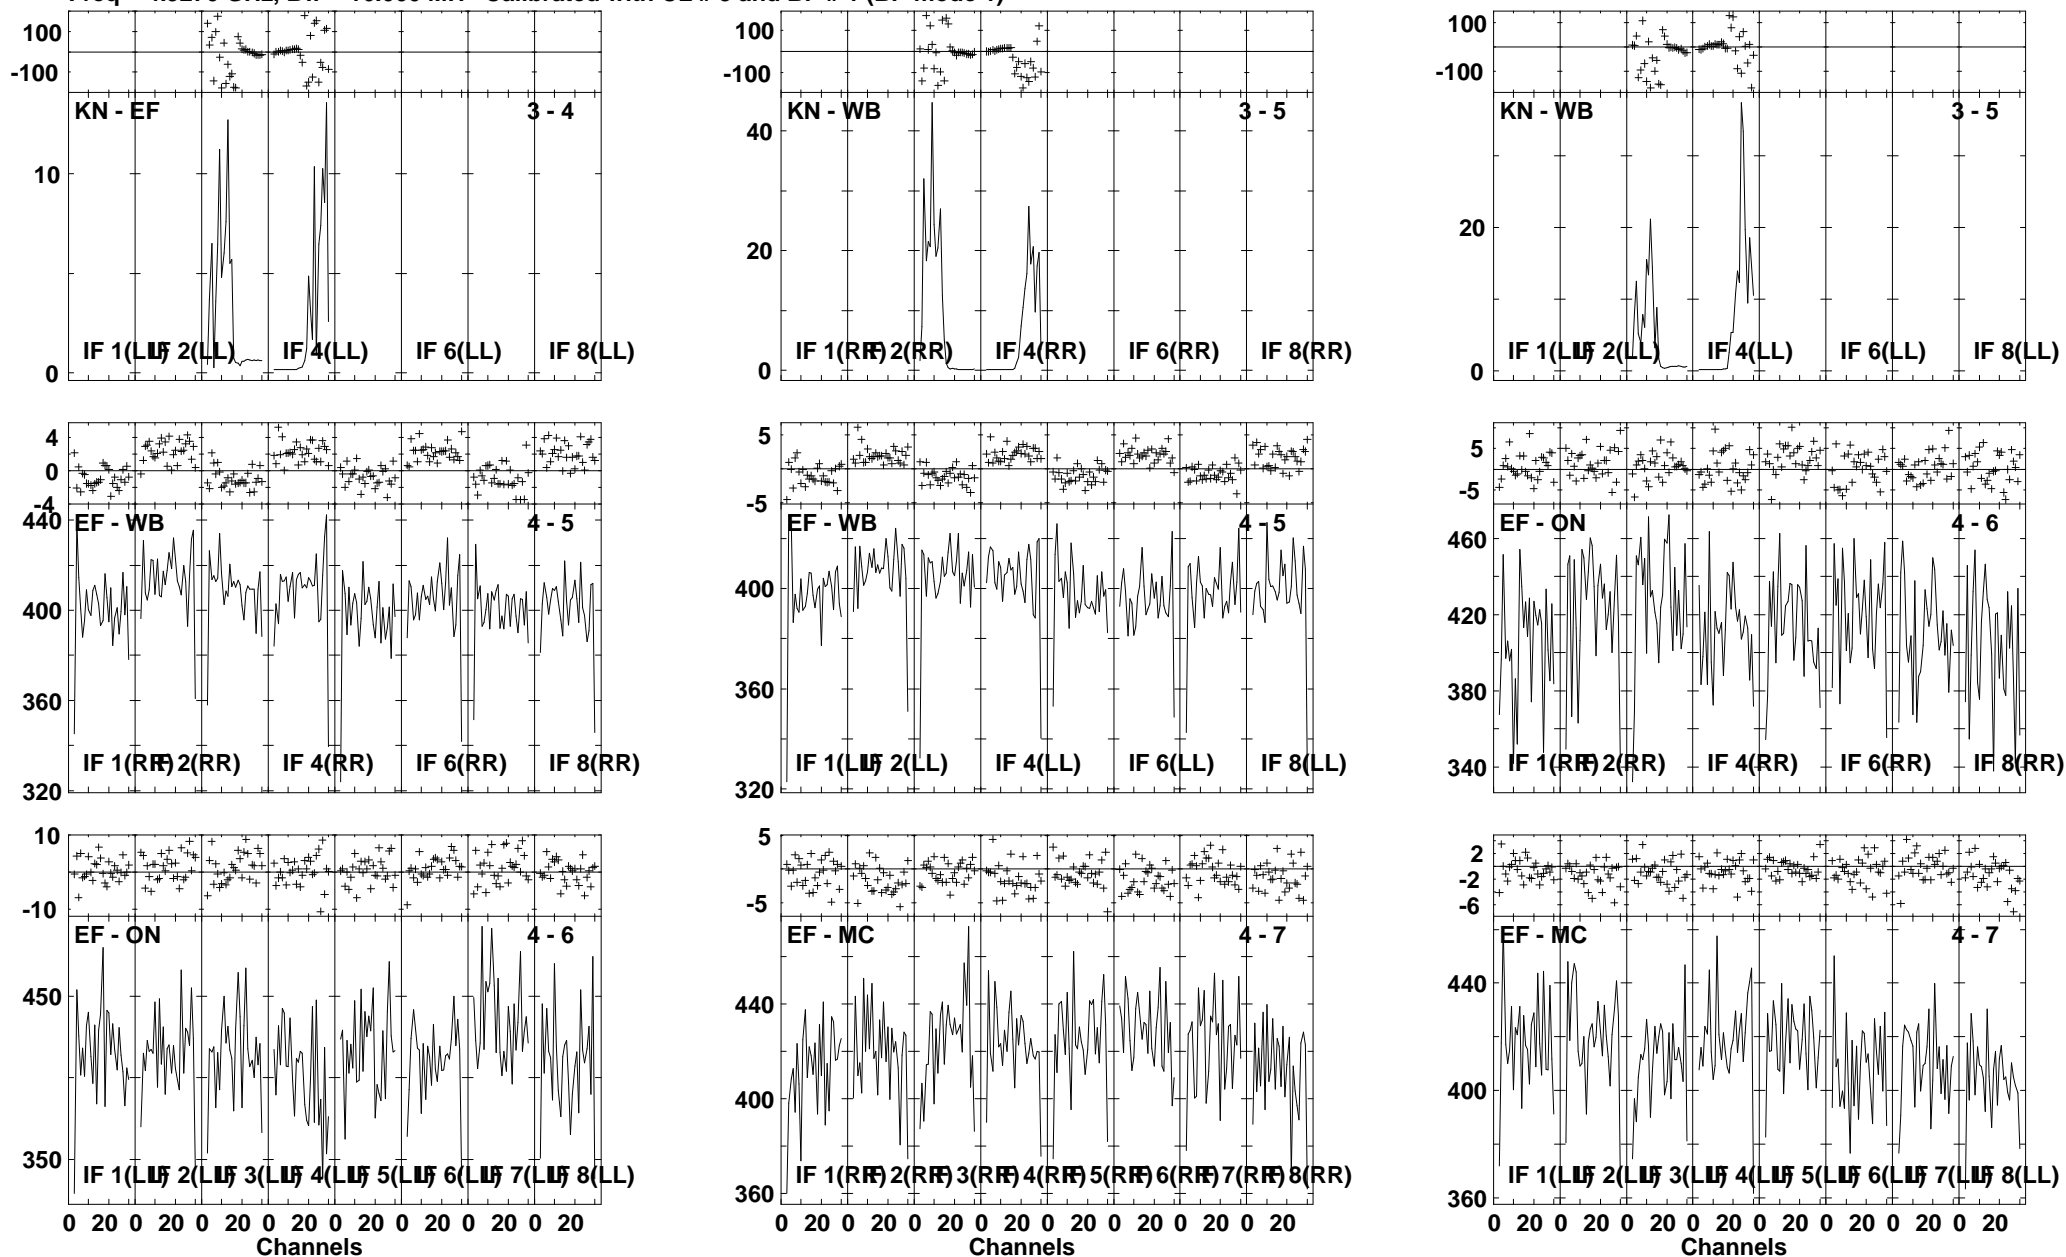 100
-100
KN - EF 3 - 4
10
0
IF 1(LL) IF 2(LL) IF 4(LL) IF 6(LL) IF 8(LL)
100
-100
KN - WB 3 - 5
40
20
0
IF 1(RR) IF 2(RR) IF 4(RR) IF 6(RR) IF 8(RR)
100
-100
KN - WB 3 - 5
20
0
IF 1(LL) IF 2(LL) IF 4(LL) IF 6(LL) IF 8(LL)
4
0
-4
EF - WB 4 - 5
440
400
360
320
IF 1(RR) IF 2(RR) IF 4(RR) IF 6(RR) IF 8(RR)
5
-5
EF - WB 4 - 5
400
360
320
IF 1(LL) IF 2(LL) IF 4(LL) IF 6(LL) IF 8(LL)
5
-5
EF - ON 4 - 6
460
420
380
340
IF 1(RR) IF 2(RR) IF 4(RR) IF 6(RR) IF 8(RR)
10
-10
EF - ON 4 - 6
450
350
IF 1(LL) IF 2(LL) IF 3(LL) IF 4(LL) IF 5(LL) IF 6(LL) IF 7(LL) IF 8(LL)
0 20 0 20 0 20 0 20 0 20 0 20 0 20 0 20
Channels
5
-5
EF - MC 4 - 7
440
400
360
IF 1(RR) IF 2(RR) IF 3(RR) IF 4(RR) IF 5(RR) IF 6(RR) IF 7(RR) IF 8(RR)
0 20 0 20 0 20 0 20 0 20 0 20 0 20 0 20
Channels
2
-2
-6
EF - MC 4 - 7
440
400
360
IF 1(LL) IF 2(LL) IF 3(LL) IF 4(LL) IF 5(LL) IF 6(LL) IF 7(LL) IF 8(LL)
0 20 0 20 0 20 0 20 0 20 0 20 0 20 0 20
Channels